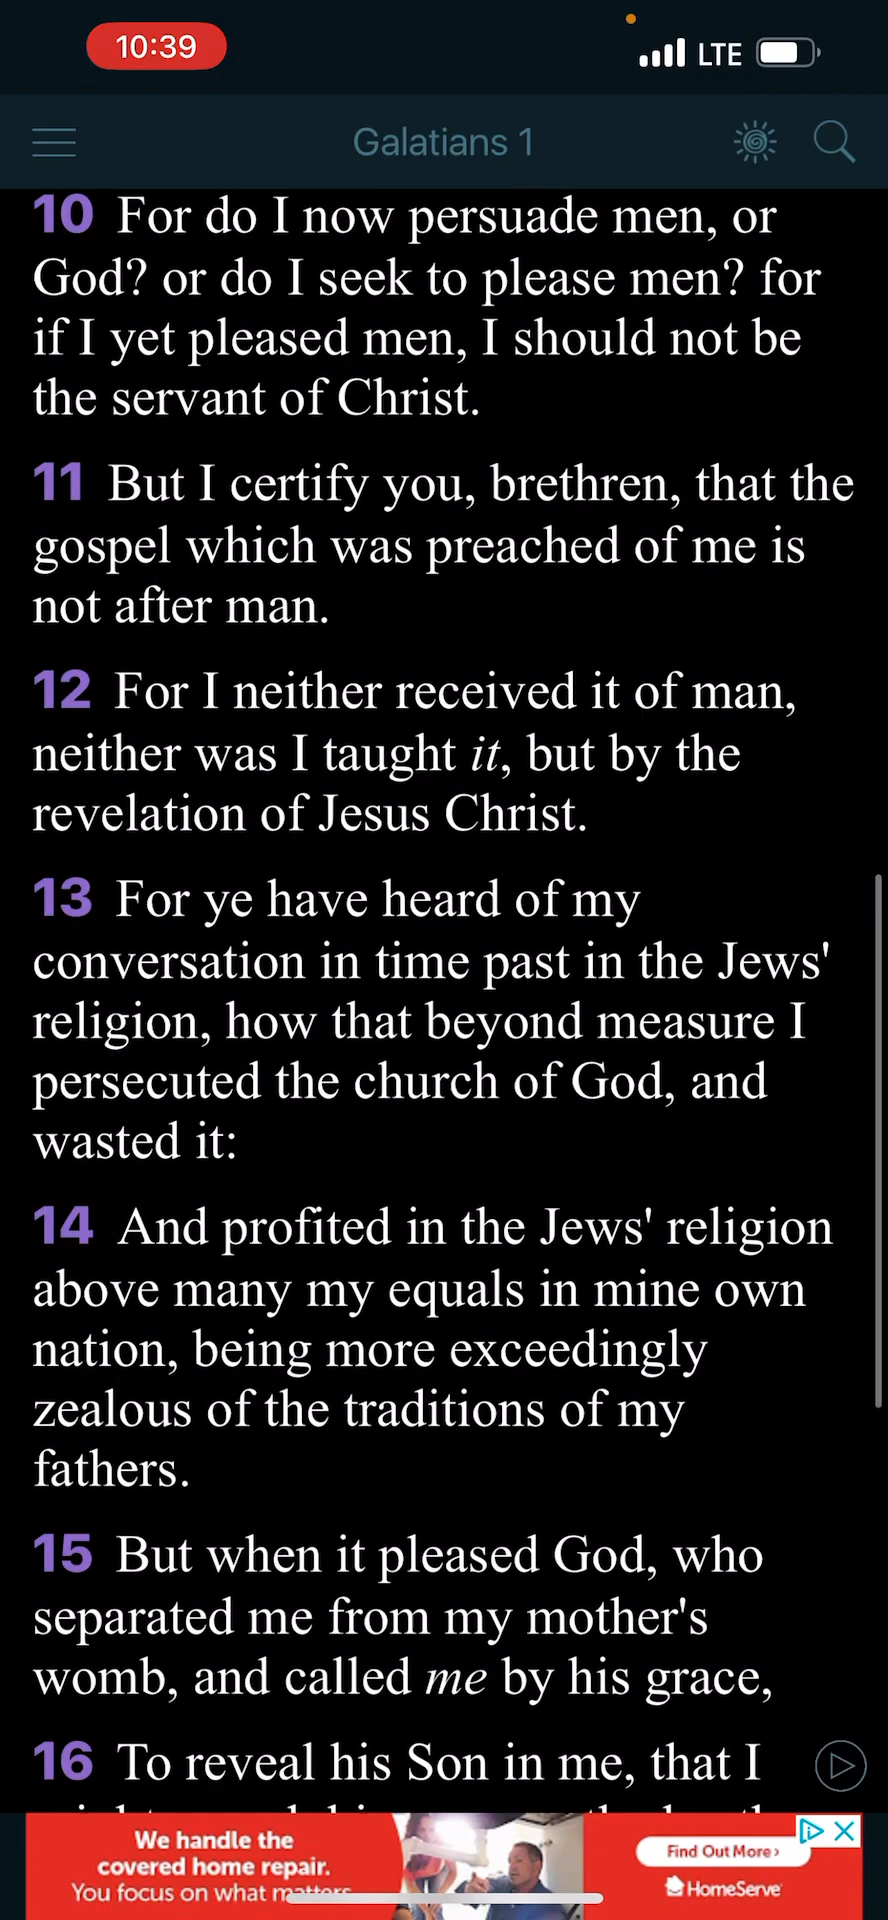 10:39
LTE
Galatians 1
10 For do I now persuade men, or
God? or do I seek to please men? for
if I yet pleased men, I should not be
the servant of Christ.
11 But I certify you, brethren, that the
gospel which was preached of me is
not after man.
12 For I neither received it of man,
neither was I taught it, but by the
revelation of Jesus Christ.
13 For ye have heard of my
conversation in time past in the Jews'
religion, how that beyond measure I
persecuted the church of God, and
wasted it:
14 And profited in the Jews' religion
above many my equals in mine own
nation, being more exceedingly
zealous of the traditions of my
fathers.
15 But when it pleased God, who
separated me from my mother's
womb, and called me by his grace,
16 To reveal his Son in me, that I
We handle the
covered home repair.
You focus on what matters
Find Out More ›
HomeServe